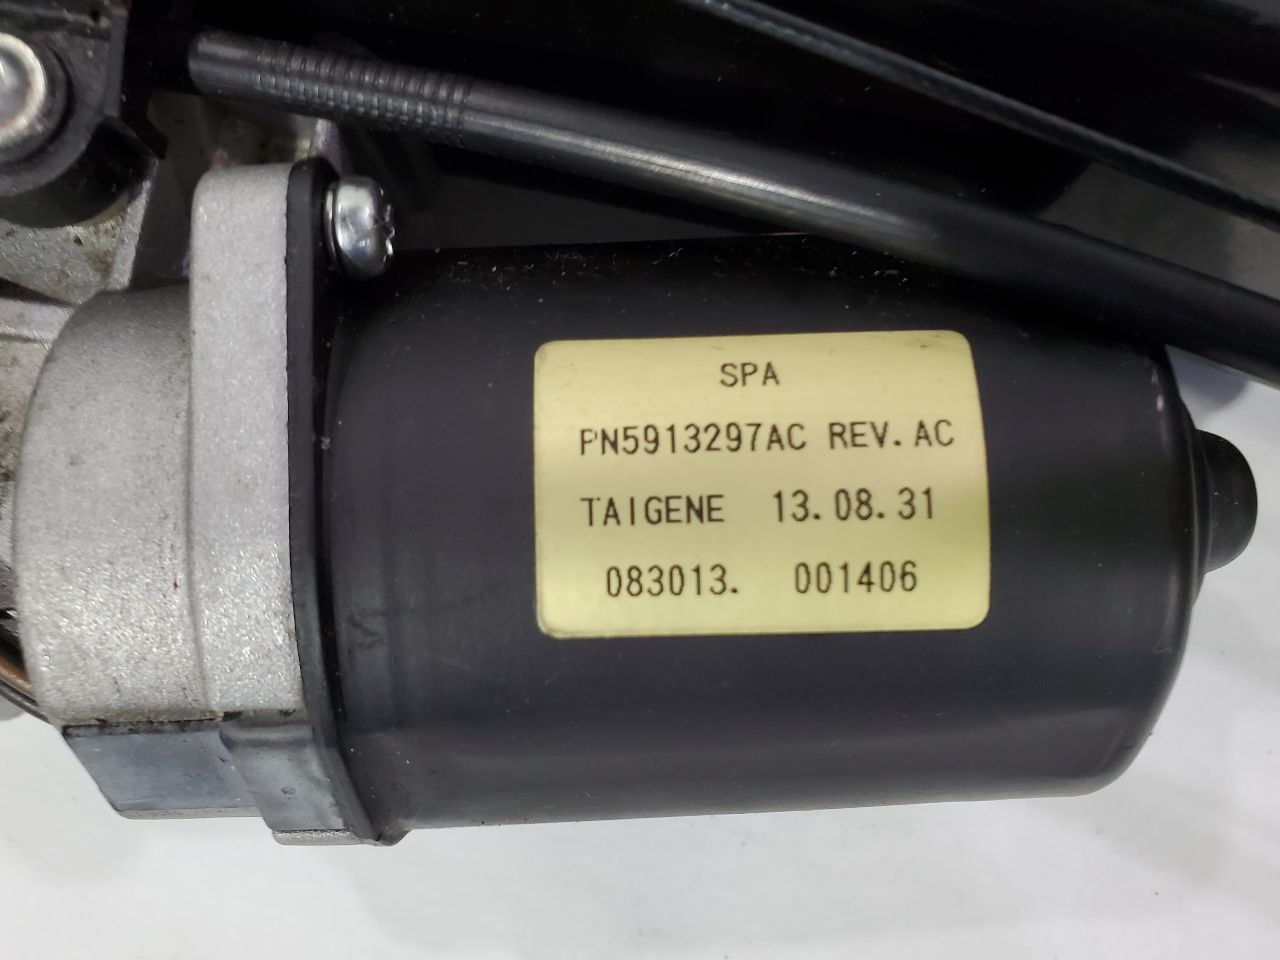 SPA
PN5913297AC REV. AC
TAIGENE 13.08.31
083013. 001406